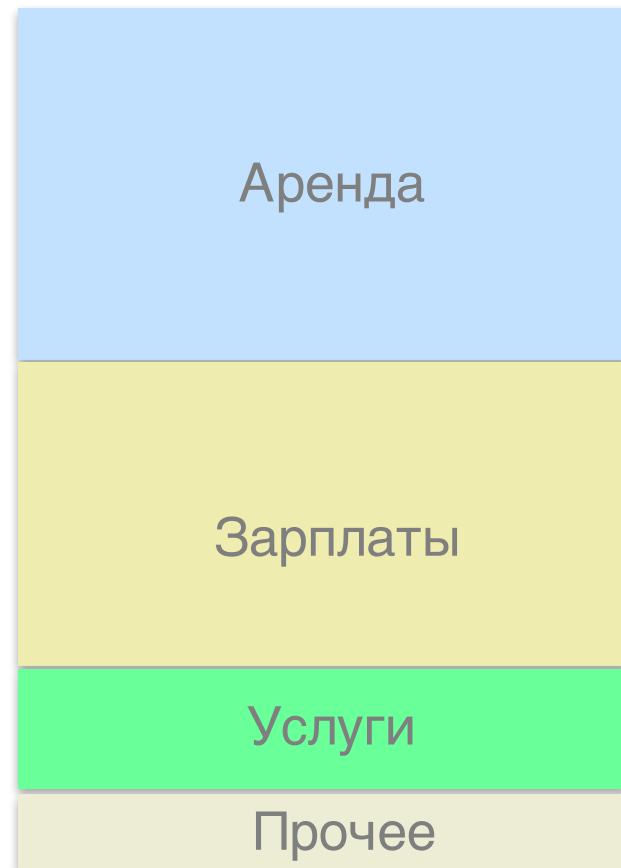 Аренда
Зарплаты
Услуги
Прочее